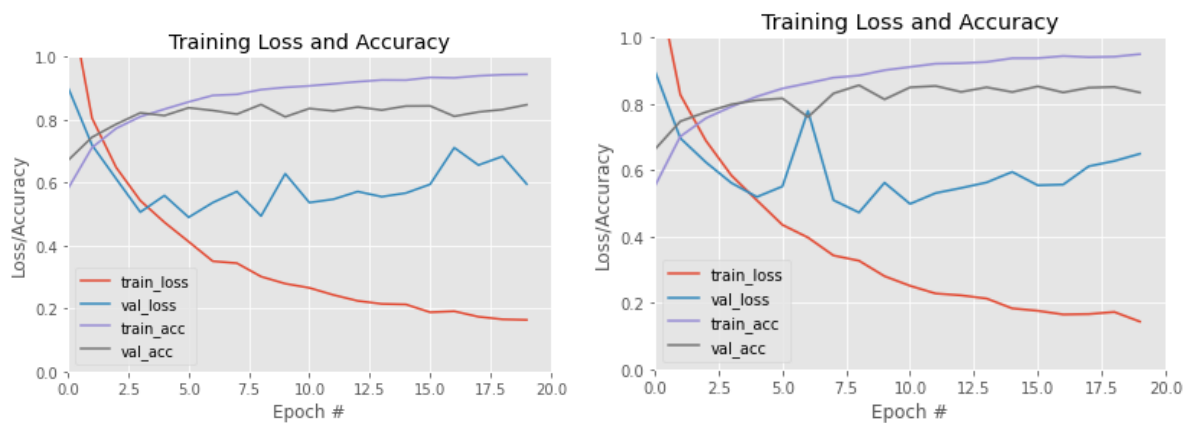 Training Loss and Accuracy
Loss/Accuracy
1.0
0.8
0.6
0.4
0.2
0.0
train_loss
val_loss
train_acc
val_acc
0.0 2.5 5.0 7.5 10.0 12.5 15.0 17.5 20.0
Epoch #
Training Loss and Accuracy
Loss/Accuracy
1.0
0.8
0.6
0.4
0.2
0.0
train_loss
val_loss
train_acc
val_acc
0.0 2.5 5.0 7.5 10.0 12.5 15.0 17.5 20.0
Epoch #